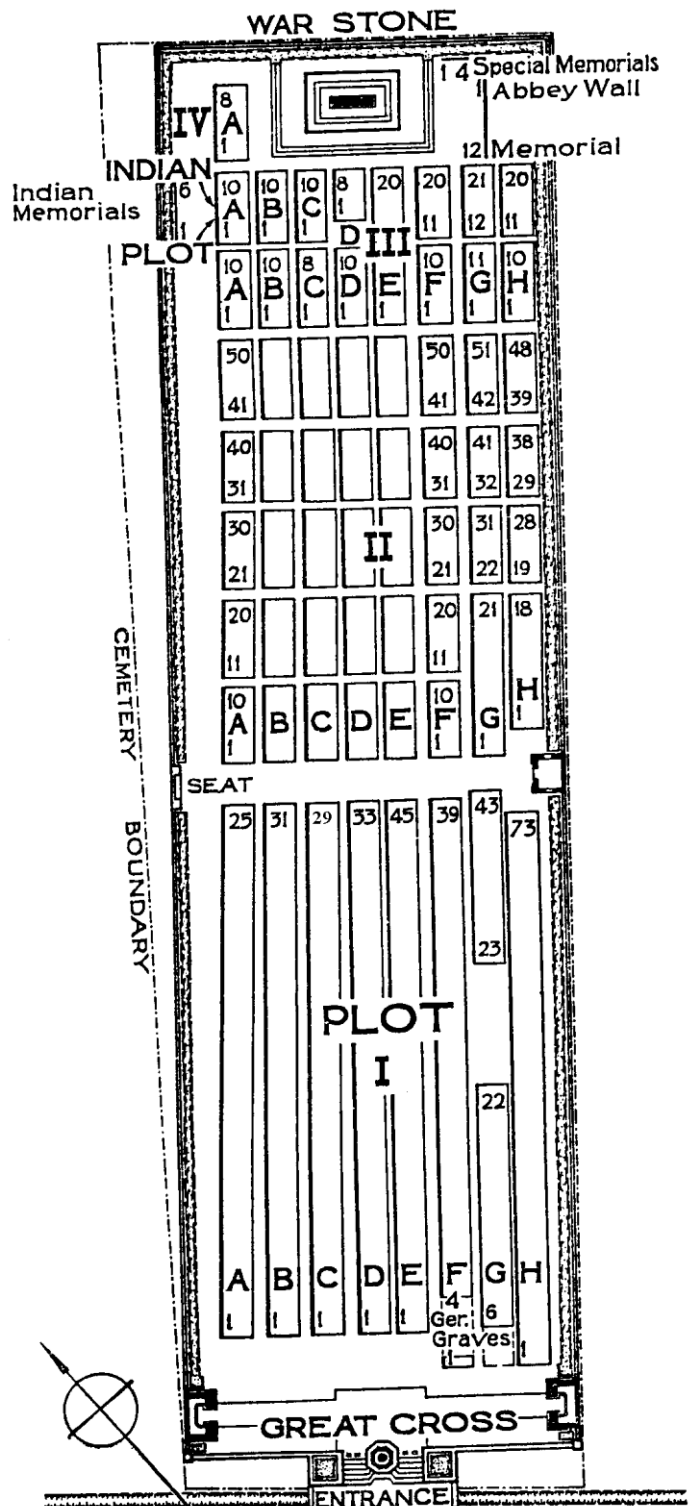 WAR STONE
1 4 Special Memorials
1 Abbey Wall
IV
8
A
1
12 Memorial
INDIAN
Indian
Memorials
6
1
PLOT
10 10 10 8 20 20 21 20
A B C 1 11 12 11
1 1 1
D III
10 10 8 10 10 11 10
A B C D E F G H
1 1 1 1 1 1 1 1
50 50 51 48
41 41 42 39
40 40 41 38
31 31 32 29
30 30 31 28
II
21 21 22 19
20 20 21 18
11 11
10 10 H
A B C D E F G 1
1 1 1
SEAT
CEMETERY BOUNDARY
25 31 29 33 45 39 43 73
23
PLOT
I
22
A B C D E F G H
1 1 1 1 1 4 6
Ger.
Graves
1 1
GREAT CROSS
ENTRANCE